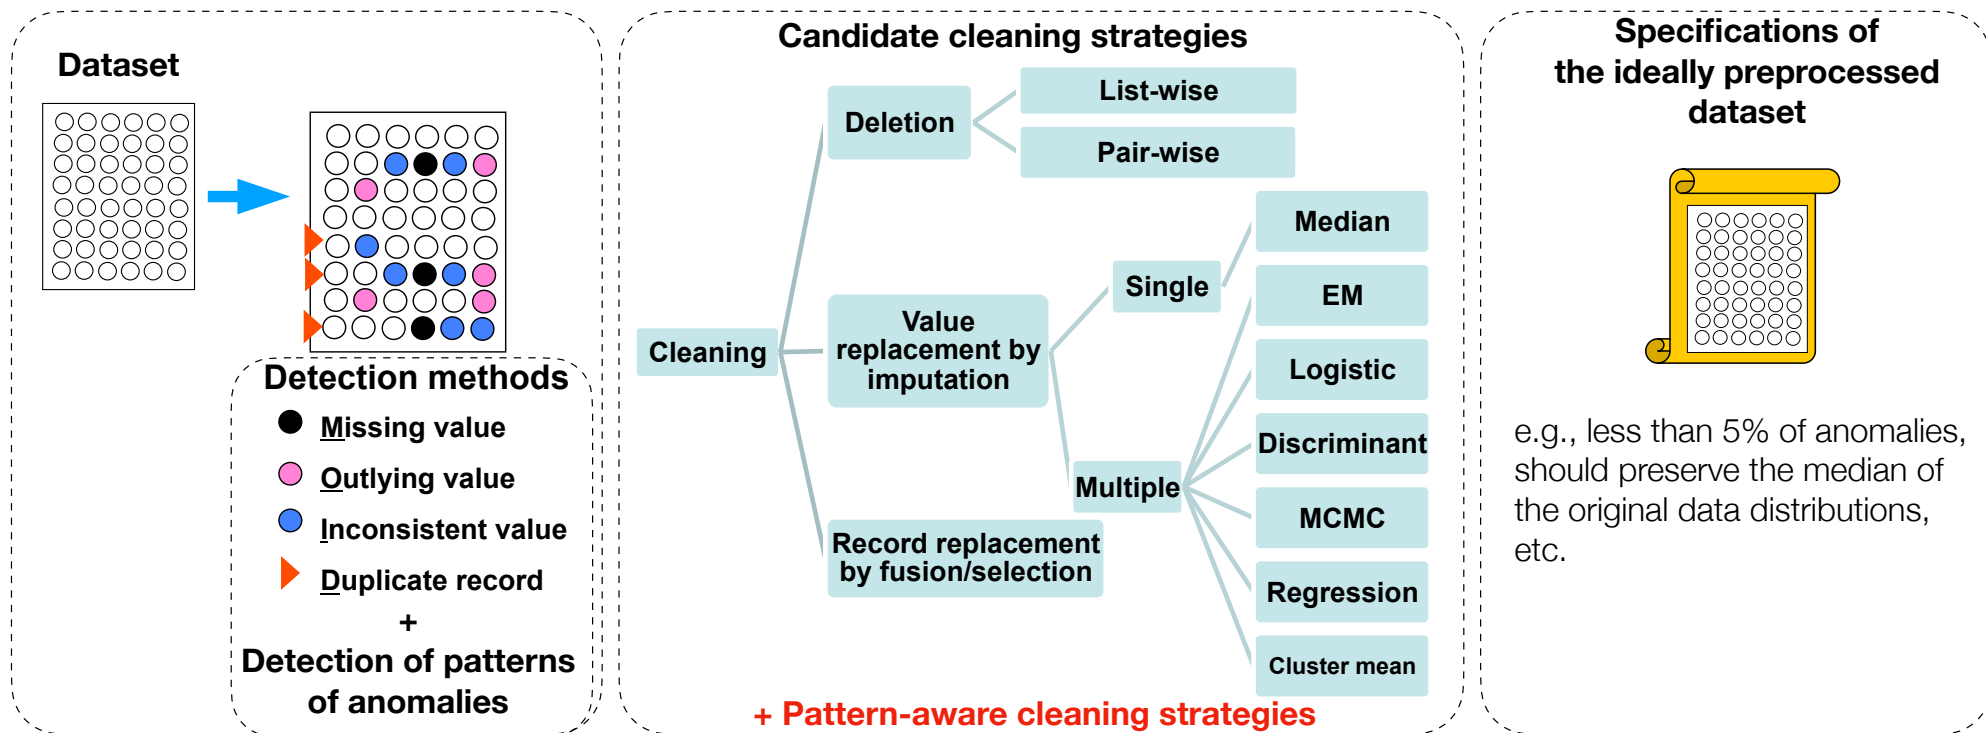 Dataset
Detection methods
Missing value
Outlying value
Inconsistent value
Duplicate record
+
Detection of patterns
of anomalies
Candidate cleaning strategies
Cleaning
Deletion
List-wise
Pair-wise
Value
replacement by
imputation
Single
Median
Multiple
EM
Logistic
Discriminant
MCMC
Regression
Cluster mean
Record replacement
by fusion/selection
+ Pattern-aware cleaning strategies
Specifications of
the ideally preprocessed
dataset
e.g., less than 5% of anomalies,
should preserve the median of
the original data distributions,
etc.